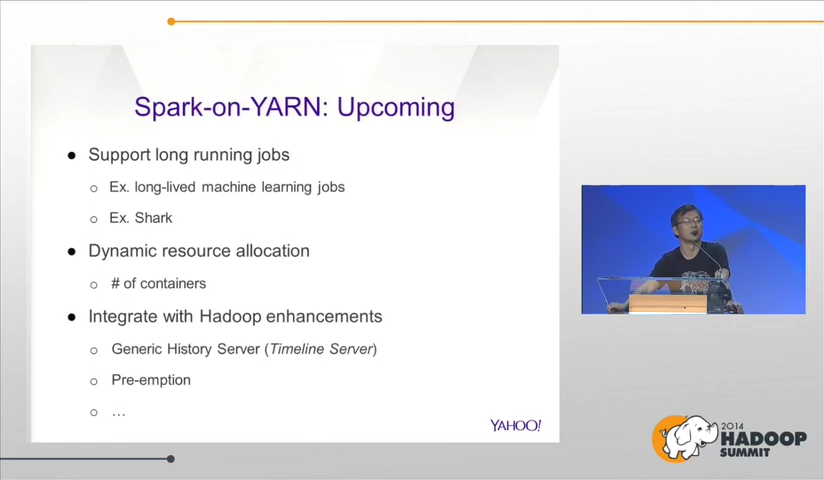 Spark-on-YARN: Upcoming
● Support long running jobs
○ Ex. long-lived machine learning jobs
○ Ex. Shark
● Dynamic resource allocation
○ # of containers
● Integrate with Hadoop enhancements
○ Generic History Server (Timeline Server)
○ Pre-emption
○ …
YAHOO!
2014
HADOOP
SUMMIT